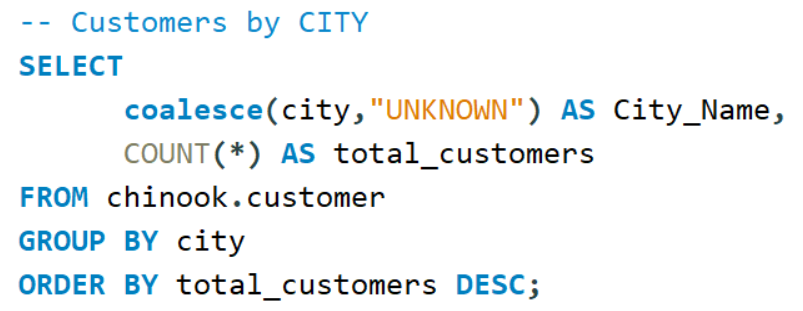 -- Customers by CITY
SELECT
coalesce(city,"UNKNOWN") AS City_Name,
COUNT(*) AS total_customers
FROM chinook.customer
GROUP BY city
ORDER BY total_customers DESC;